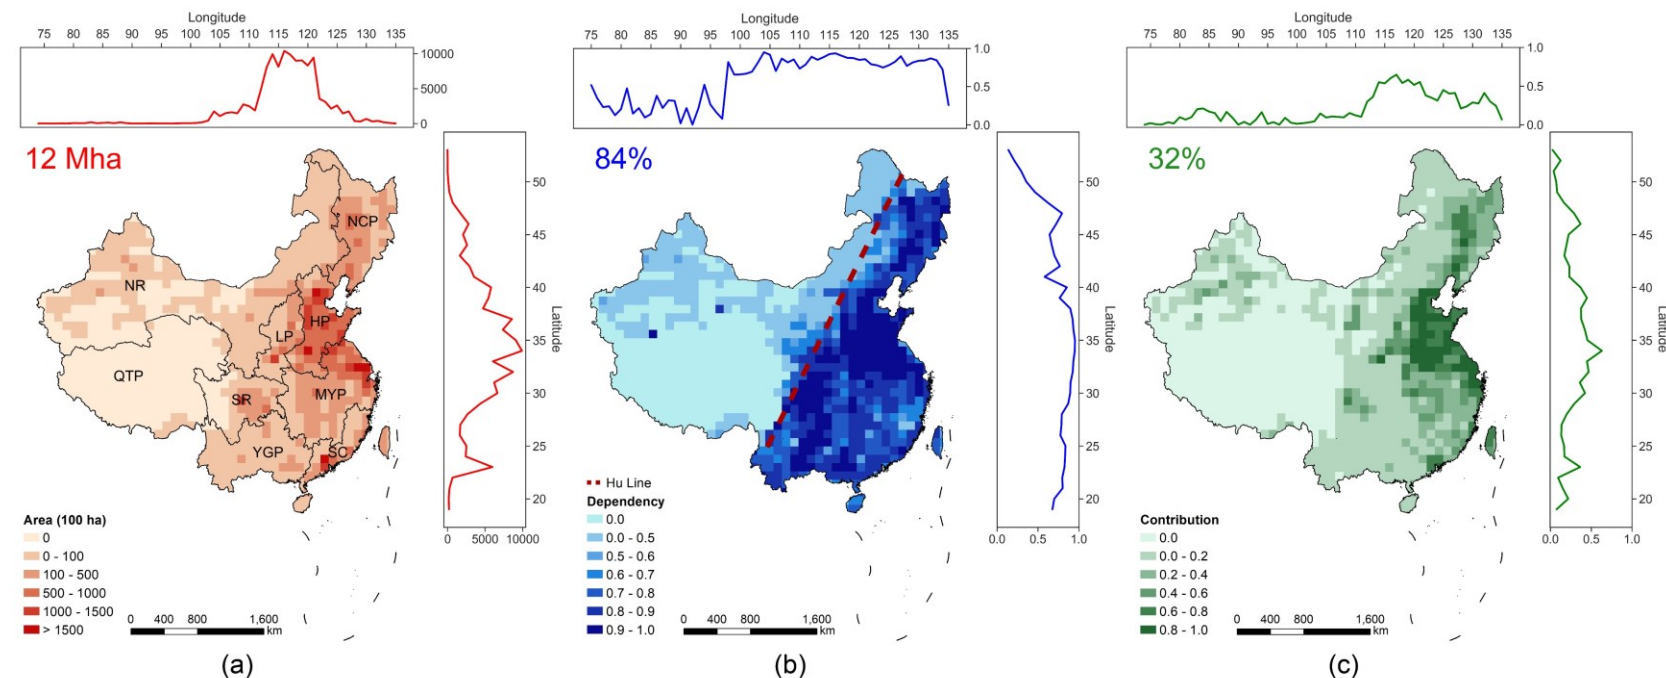 Longitude
75 80 85 90 95 100 105 110 115 120 125 130 135
10000
5000
0
12 Mha
NCP
NR
HP
LP
QTP
SR
MYP
YGP
SC
50
45
40
35
30
25
20
Latitude
0 5000 10000
Area (100 ha)
0
0 - 100
100 - 500
500 - 1000
1000 - 1500
> 1500
0 400 800 1,600
km
(a)
Longitude
75 80 85 90 95 100 105 110 115 120 125 130 135
1.0
0.5
0.0
84%
50
45
40
35
30
25
20
Latitude
0.0 0.5 1.0
Hu Line
Dependency
0.0
0.0 - 0.5
0.5 - 0.6
0.6 - 0.7
0.7 - 0.8
0.8 - 0.9
0.9 - 1.0
0 400 800 1,600
km
(b)
Longitude
75 80 85 90 95 100 105 110 115 120 125 130 135
1.0
0.5
0.0
32%
50
45
40
35
30
25
20
Latitude
0.0 0.5 1.0
Contribution
0.0
0.0 - 0.2
0.2 - 0.4
0.4 - 0.6
0.6 - 0.8
0.8 - 1.0
0 400 800 1,600
km
(c)